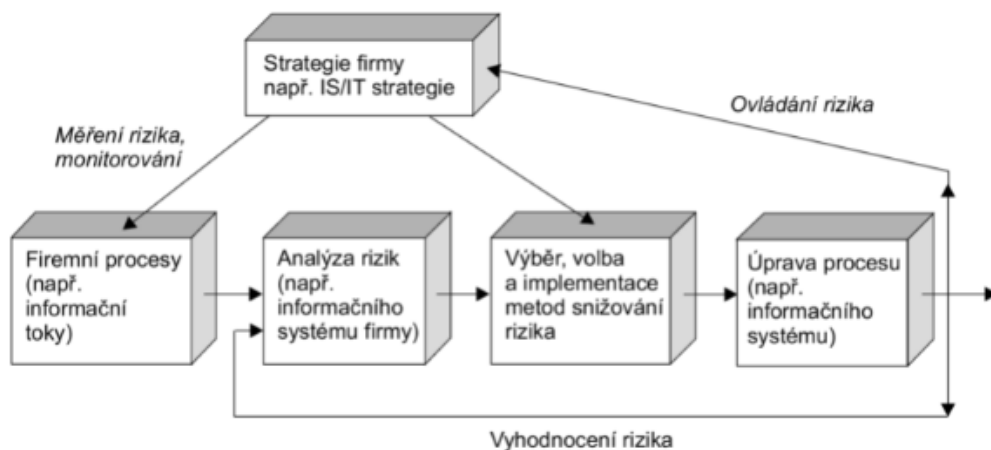 Strategie firmy
např. IS/IT strategie
Ovládání rizika
Měření rizika,
monitorování
Firemní procesy
(např.
informační
toky)
Analýza rizik
(např.
informačního
systému firmy)
Výběr, volba
a implementace
metod snižování
rizika
Úprava procesu
(např.
informačního
systému)
Vyhodnocení rizika